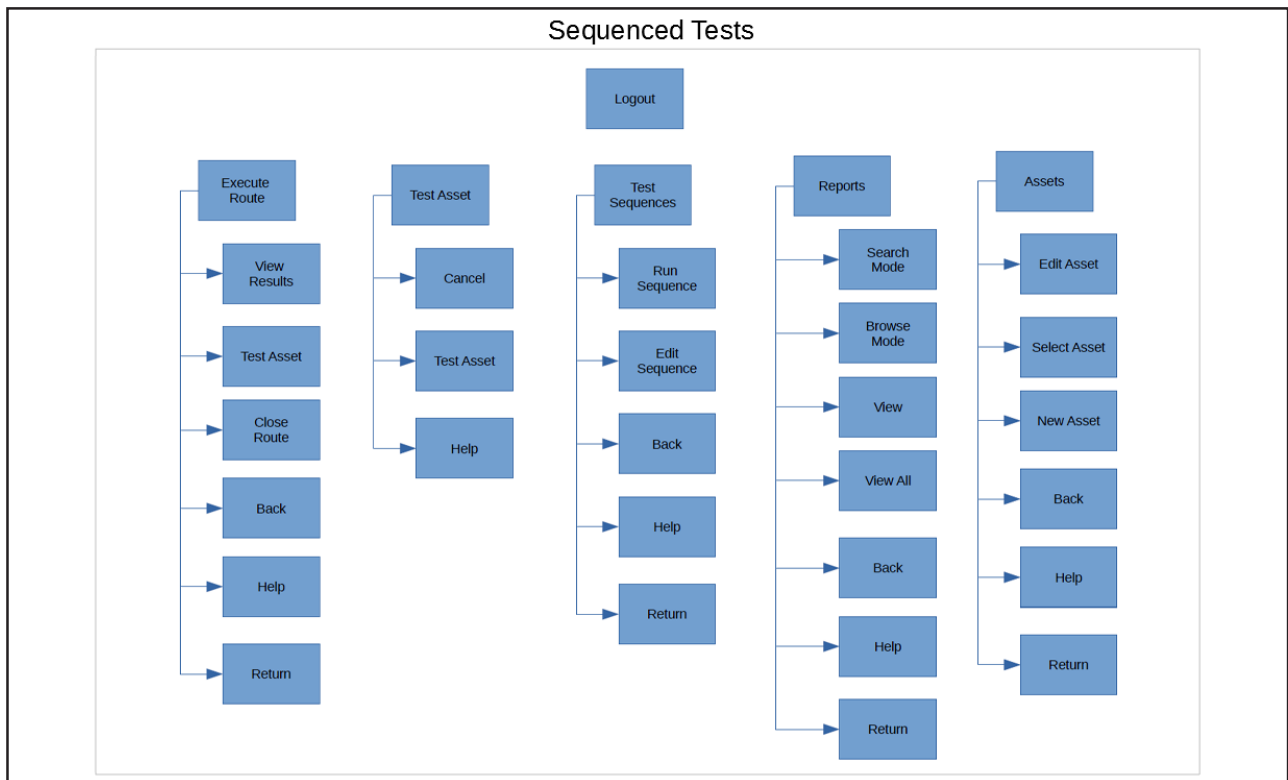 Sequenced Tests
Logout
Execute
Route
View
Results
Test Asset
Close
Route
Back
Help
Return
Test Asset
Cancel
Test Asset
Help
Test
Sequences
Run
Sequence
Edit
Sequence
Back
Help
Return
Reports
Search
Mode
Browse
Mode
View
View All
Back
Help
Return
Assets
Edit Asset
Select Asset
New Asset
Back
Help
Return